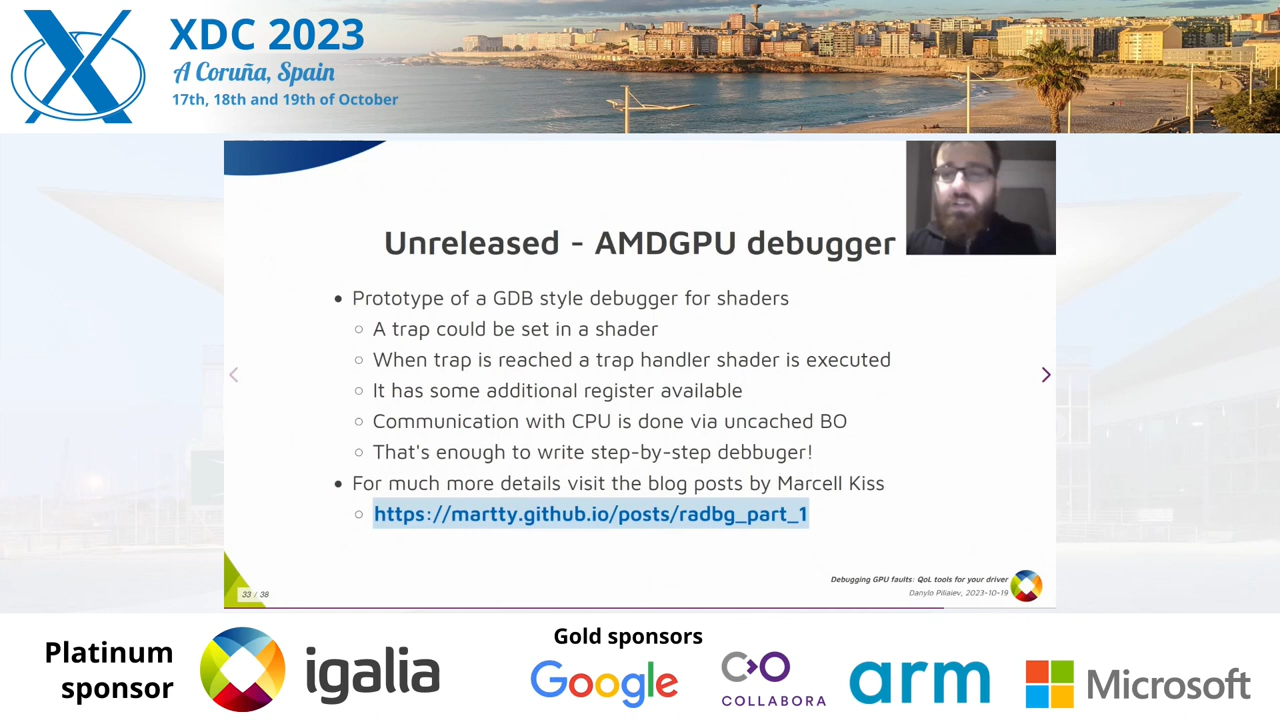 XDC 2023
A Coruña, Spain
17th, 18th and 19th of October
Unreleased - AMDGPU debugger
Prototype of a GDB style debugger for shaders
A trap could be set in a shader
When trap is reached a trap handler shader is executed
It has some additional register available
Communication with CPU is done via uncached BO
That's enough to write step-by-step debbuger!
For much more details visit the blog posts by Marcell Kiss
https://martty.github.io/posts/radbg_part_1
33 / 38
Debugging GPU faults: QoL tools for your driver
Danylo Piliaiev, 2023-10-19
Platinum
sponsor
igalia
Gold sponsors
Google
COLLABORA
arm
Microsoft